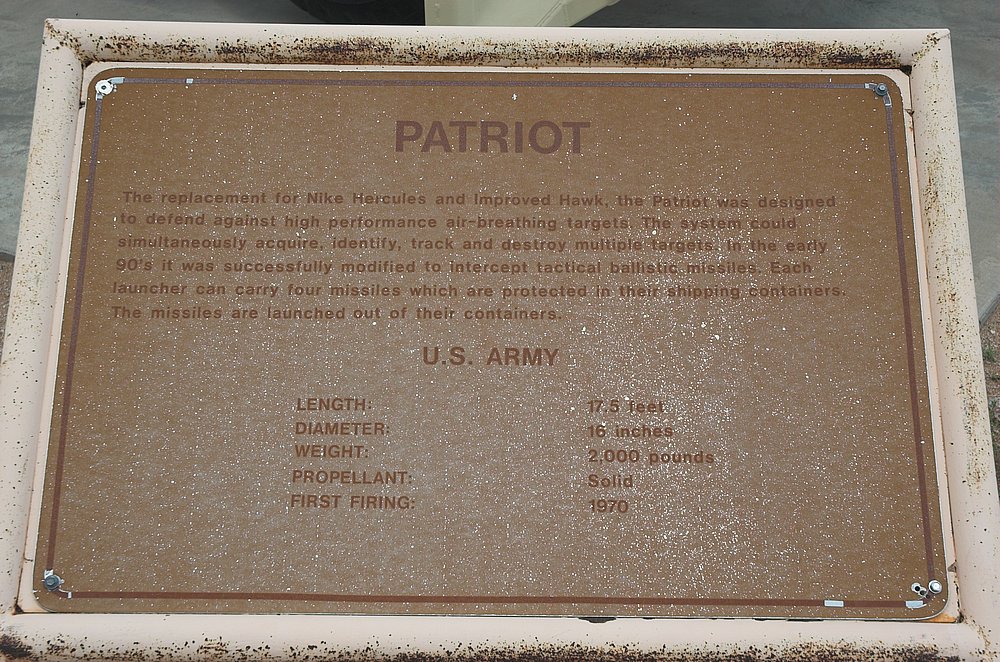 PATRIOT
The replacement for Nike Hercules and Improved Hawk, the Patriot was designed
to defend against high performance air-breathing targets. The system could
simultaneously acquire, identify, track and destroy multiple targets. In the early
90's it was successfully modified to intercept tactical ballistic missiles. Each
launcher can carry four missiles which are protected in their shipping containers.
The missiles are launched out of their containers.
U.S. ARMY
LENGTH: 17.5 feet
DIAMETER: 16 inches
WEIGHT: 2,000 pounds
PROPELLANT: Solid
FIRST FIRING: 1970